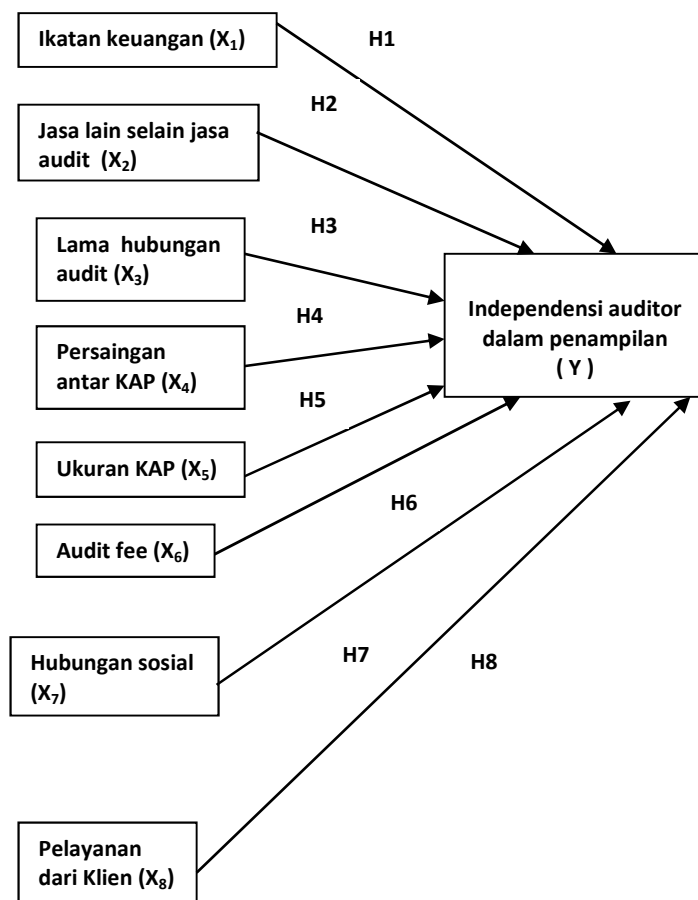 Ikatan keuangan (X₁)
H1
H2
Jasa lain selain jasa
audit (X₂)
H3
Lama hubungan
audit (X₃)
H4
Persaingan
antar KAP (X₄)
H5
Independensi auditor
dalam penampilan
( Y )
Ukuran KAP (X₅)
H6
Audit fee (X₆)
H7
H8
Hubungan sosial
(X₇)
Pelayanan
dari Klien (X₈)